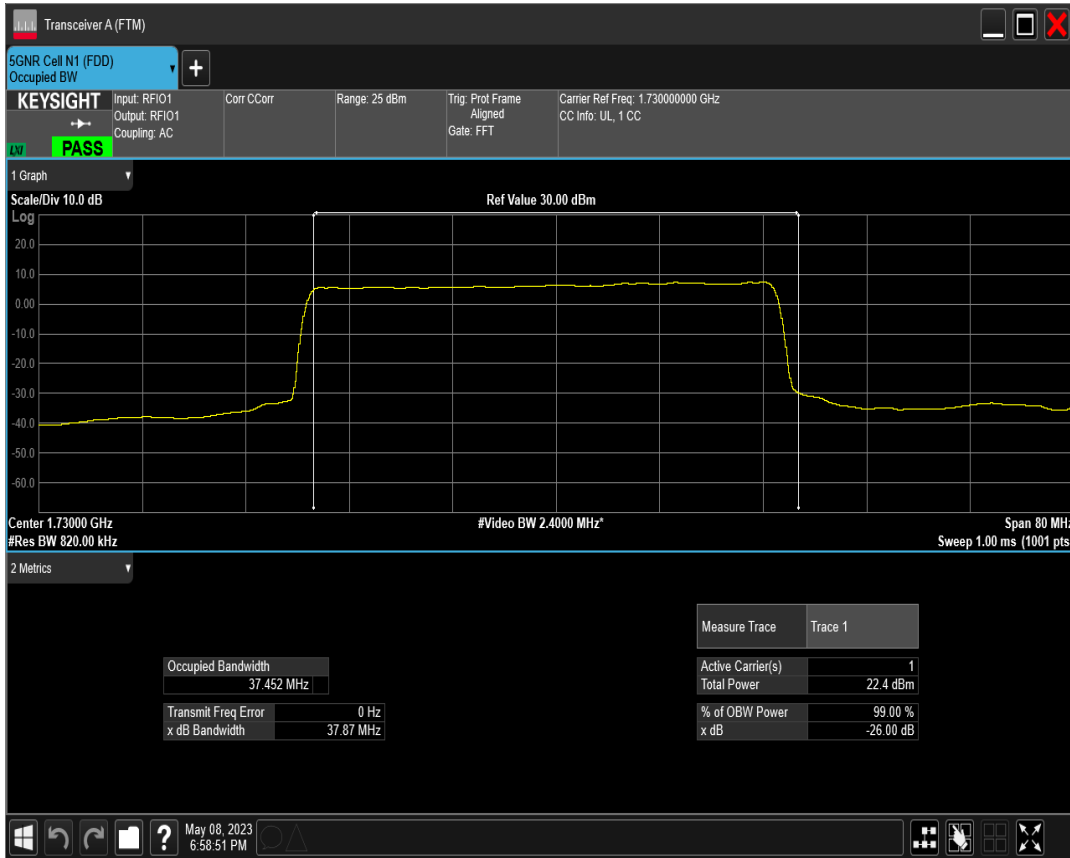 Transceiver A (FTM)
5GNR Cell N1 (FDD)
Occupied BW
+
KEYSIGHT
LXI
PASS
Input: RFIO1
Output: RFIO1
Coupling: AC
Corr CCorr
Range: 25 dBm
Trig: Prot Frame
Aligned
Gate: FFT
Carrier Ref Freq: 1.730000000 GHz
CC Info: UL, 1 CC
1 Graph
Scale/Div 10.0 dB
Ref Value 30.00 dBm
Log
20.0
10.0
0.00
-10.0
-20.0
-30.0
-40.0
-50.0
-60.0
Center 1.73000 GHz
#Video BW 2.4000 MHz*
Span 80 MHz
#Res BW 820.00 kHz
Sweep 1.00 ms (1001 pts
2 Metrics
Measure Trace Trace 1
Occupied Bandwidth
37.452 MHz
Active Carrier(s) 1
Total Power 22.4 dBm
Transmit Freq Error 0 Hz
x dB Bandwidth 37.87 MHz
% of OBW Power 99.00 %
x dB -26.00 dB
?
May 08, 2023
6:58:51 PM